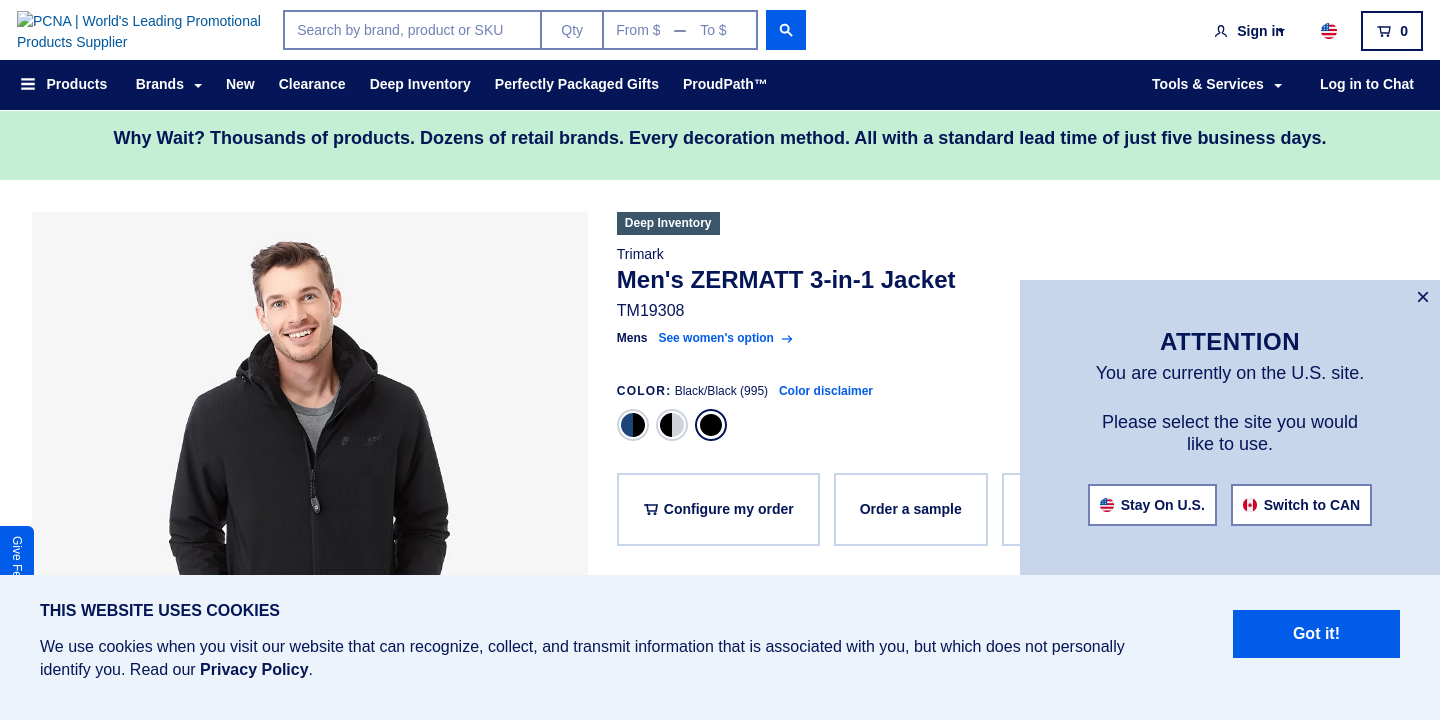 PCNA | World's Leading Promotional
Products Supplier
Search by brand, product or SKU
Qty
From $ — To $
Sign in
0
Products
Brands
New
Clearance
Deep Inventory
Perfectly Packaged Gifts
ProudPath™
Tools & Services
Log in to Chat
Why Wait? Thousands of products. Dozens of retail brands. Every decoration method. All with a standard lead time of just five business days.
Deep Inventory
Trimark
Men's ZERMATT 3-in-1 Jacket
TM19308
Mens See women's option →
COLOR: Black/Black (995) Color disclaimer
Configure my order
Order a sample
×
ATTENTION
You are currently on the U.S. site.
Please select the site you would
like to use.
Stay On U.S.
Switch to CAN
Give
THIS WEBSITE USES COOKIES
We use cookies when you visit our website that can recognize, collect, and transmit information that is associated with you, but which does not personally
identify you. Read our Privacy Policy.
Got it!